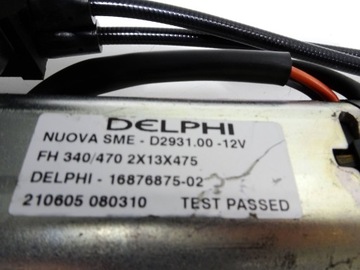 DELPHI
NUOVA SME - D2931.00 -12V
FH 340/470 2X13X475
DELPHI - 16876875-02
210605 080310 TEST PASSED